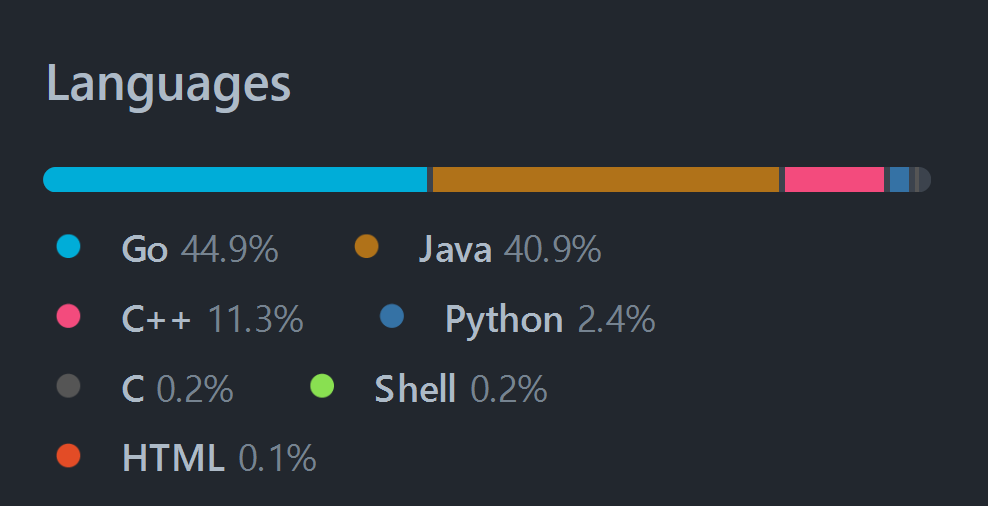 Languages
Go 44.9% Java 40.9%
C++ 11.3% Python 2.4%
C 0.2% Shell 0.2%
HTML 0.1%